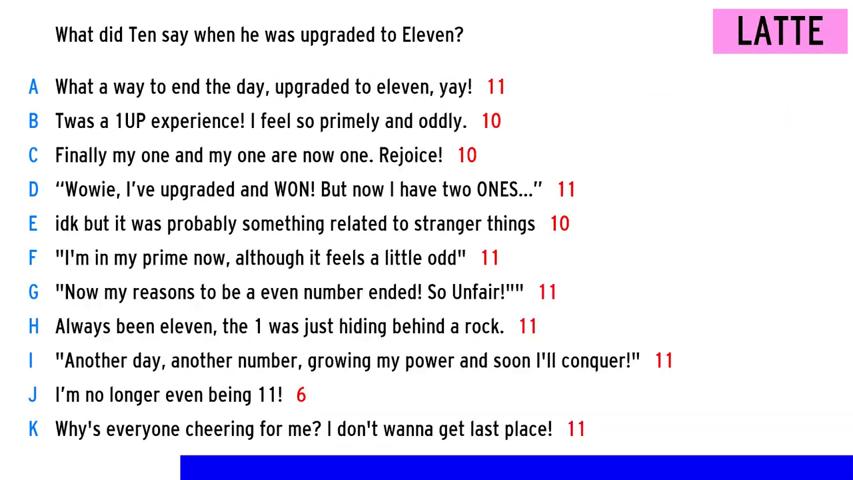 What did Ten say when he was upgraded to Eleven?
LATTE
A What a way to end the day, upgraded to eleven, yay! 11
B Twas a 1UP experience! I feel so primely and oddly. 10
C Finally my one and my one are now one. Rejoice! 10
D “Wowie, I’ve upgraded and WON! But now I have two ONES...” 11
E idk but it was probably something related to stranger things 10
F "I'm in my prime now, although it feels a little odd" 11
G "Now my reasons to be a even number ended! So Unfair!"" 11
H Always been eleven, the 1 was just hiding behind a rock. 11
I "Another day, another number, growing my power and soon I'll conquer!" 11
J I’m no longer even being 11! 6
K Why's everyone cheering for me? I don't wanna get last place! 11